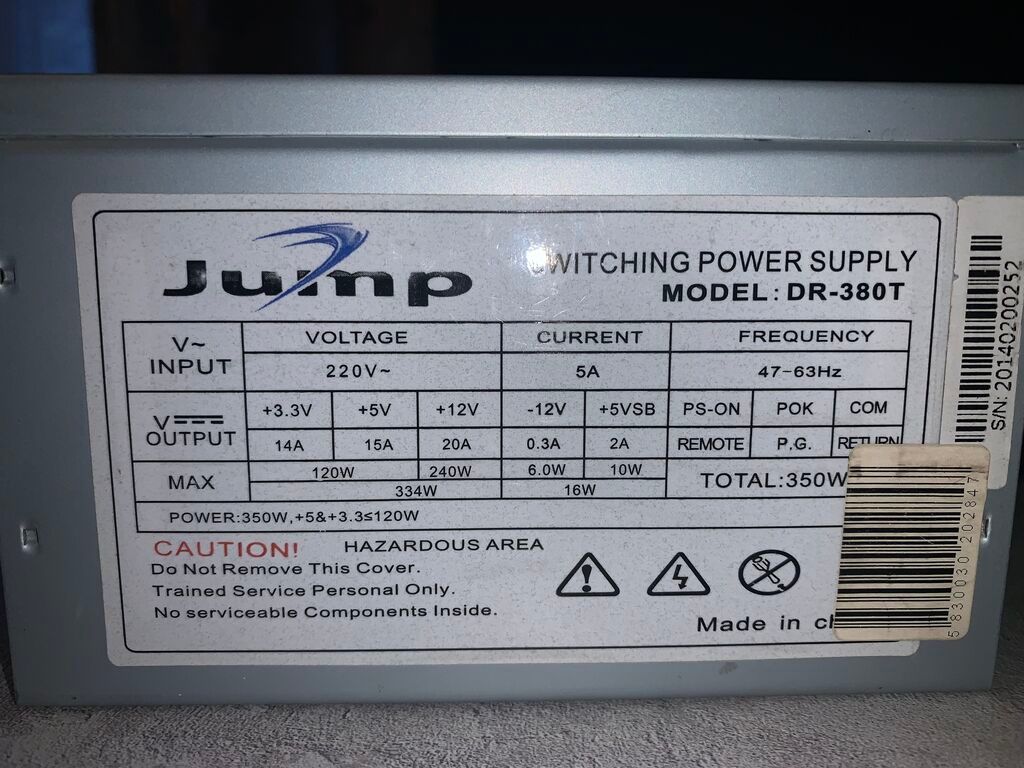 Jump
SWITCHING POWER SUPPLY
MODEL: DR-380T
V~ INPUT
VOLTAGE CURRENT FREQUENCY
220V~ 5A 47-63Hz
V OUTPUT
+3.3V +5V +12V -12V +5VSB PS-ON POK COM
14A 15A 20A 0.3A 2A REMOTE P.G. RETURN
MAX
120W 240W 6.0W 10W TOTAL:350W
334W 16W
POWER:350W,+5&+3.3≤120W
CAUTION! HAZARDOUS AREA
Do Not Remove This Cover.
Trained Service Personal Only.
No serviceable Components Inside.
Made in
S/N: 20140200252
5830030202847